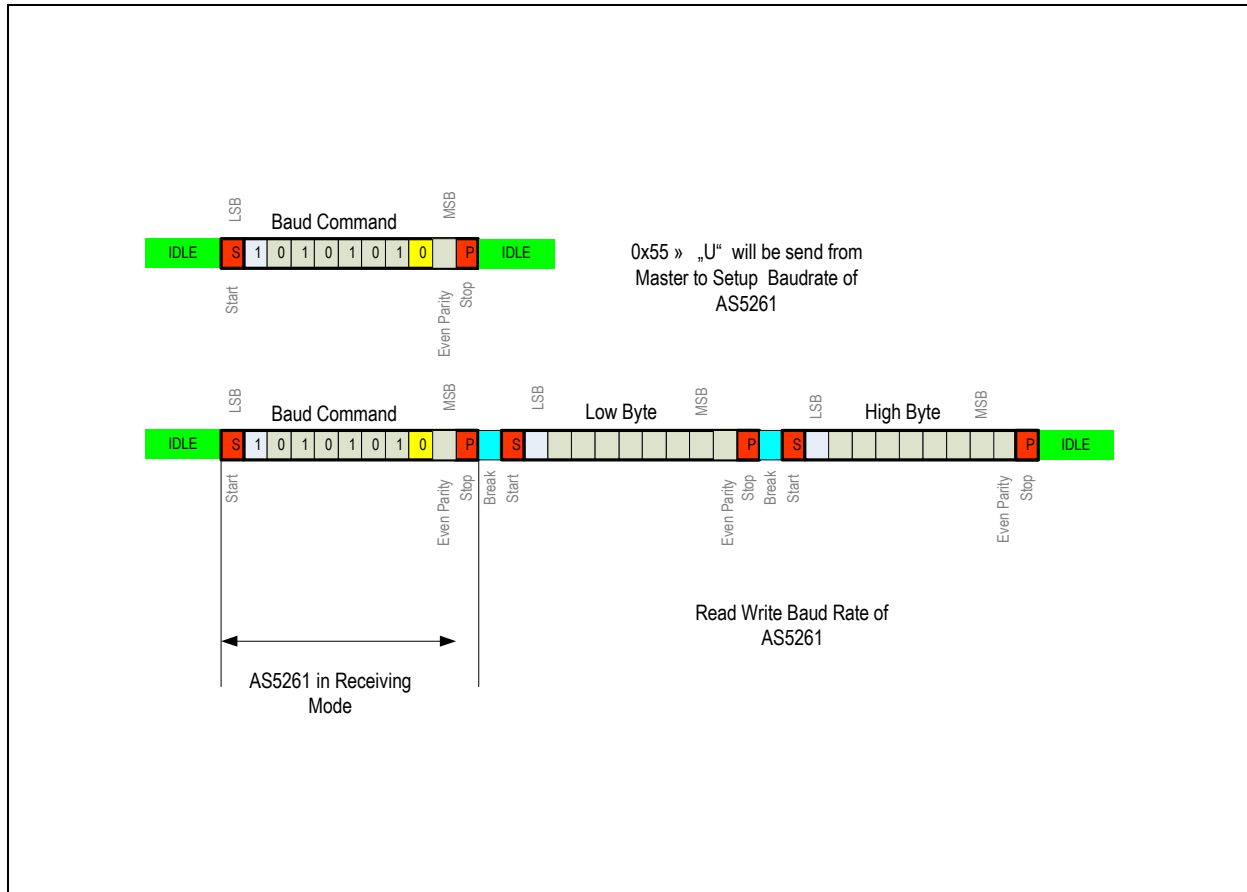 LSB
MSB
Baud Command
IDLE S 1 0 1 0 1 0 1 0 P IDLE
Start
Even Parity
Stop
0x55 » „U“ will be send from
Master to Setup Baudrate of
AS5261
LSB
MSB
LSB
MSB
LSB
MSB
Baud Command
Low Byte
High Byte
IDLE S 1 0 1 0 1 0 1 0 P S P S P IDLE
Start
Even Parity
Stop
Break
Start
Even Parity
Stop
Break
Start
Even Parity
Stop
Read Write Baud Rate of
AS5261
AS5261 in Receiving
Mode